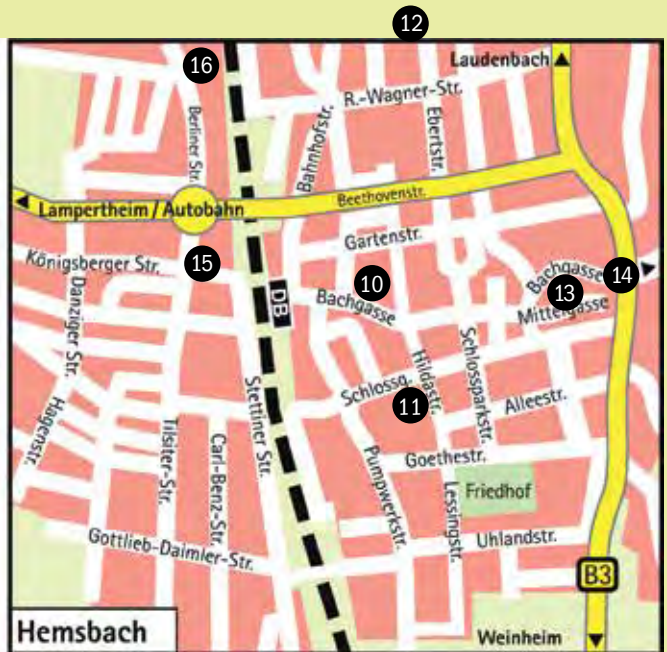 12
16
Laudenbach
R.-Wagner-Str.
Berliner Str.
Bahnhofstr.
Ebertstr.
Beethovenstr.
Lampertheim / Autobahn
Gartenstr.
Königsberger Str.
15
10
Bachgasse
14
13
DB
Bachgasse
Mittelgasse
Danziger Str.
Hildastr.
Schlossparkstr.
Schlossg.
11
Alleestr.
Hagenstr.
Tilsiter-Str.
Carl-Benz-Str.
Stettiner Str.
Pumpwerkstr.
Goethestr.
Lessingstr.
Friedhof
Gottlieb-Daimler-Str.
Uhlandstr.
B3
Hemsbach
Weinheim